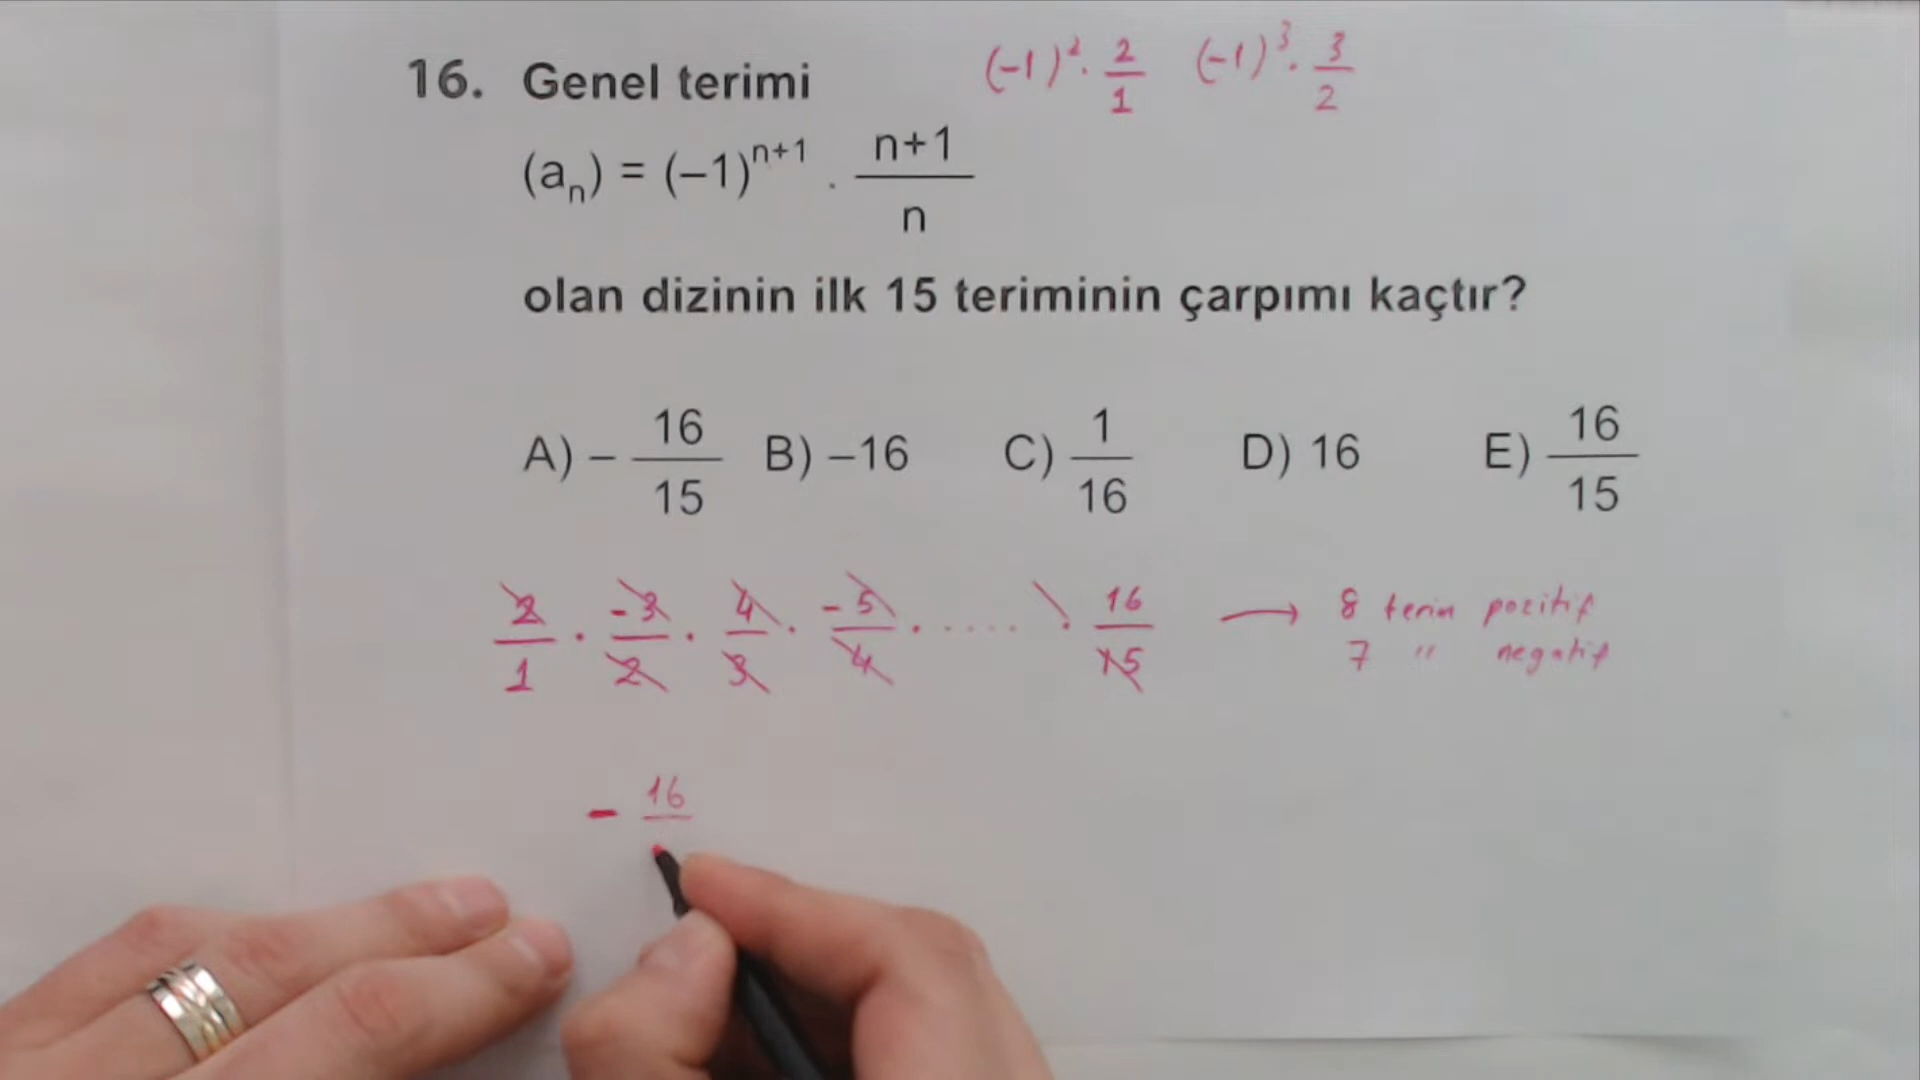 16. Genel terimi
(-1)². 2/1 (-1)³. 3/2
(aₙ) = (–1)ⁿ⁺¹ . n+1/n
olan dizinin ilk 15 teriminin çarpımı kaçtır?
A) – 16/15 B) –16 C) 1/16 D) 16 E) 16/15
2/1 . -3/2 . 4/3 . -5/4 . ..... . 16/15 → 8 terim pozitif
7 " negatif
- 16